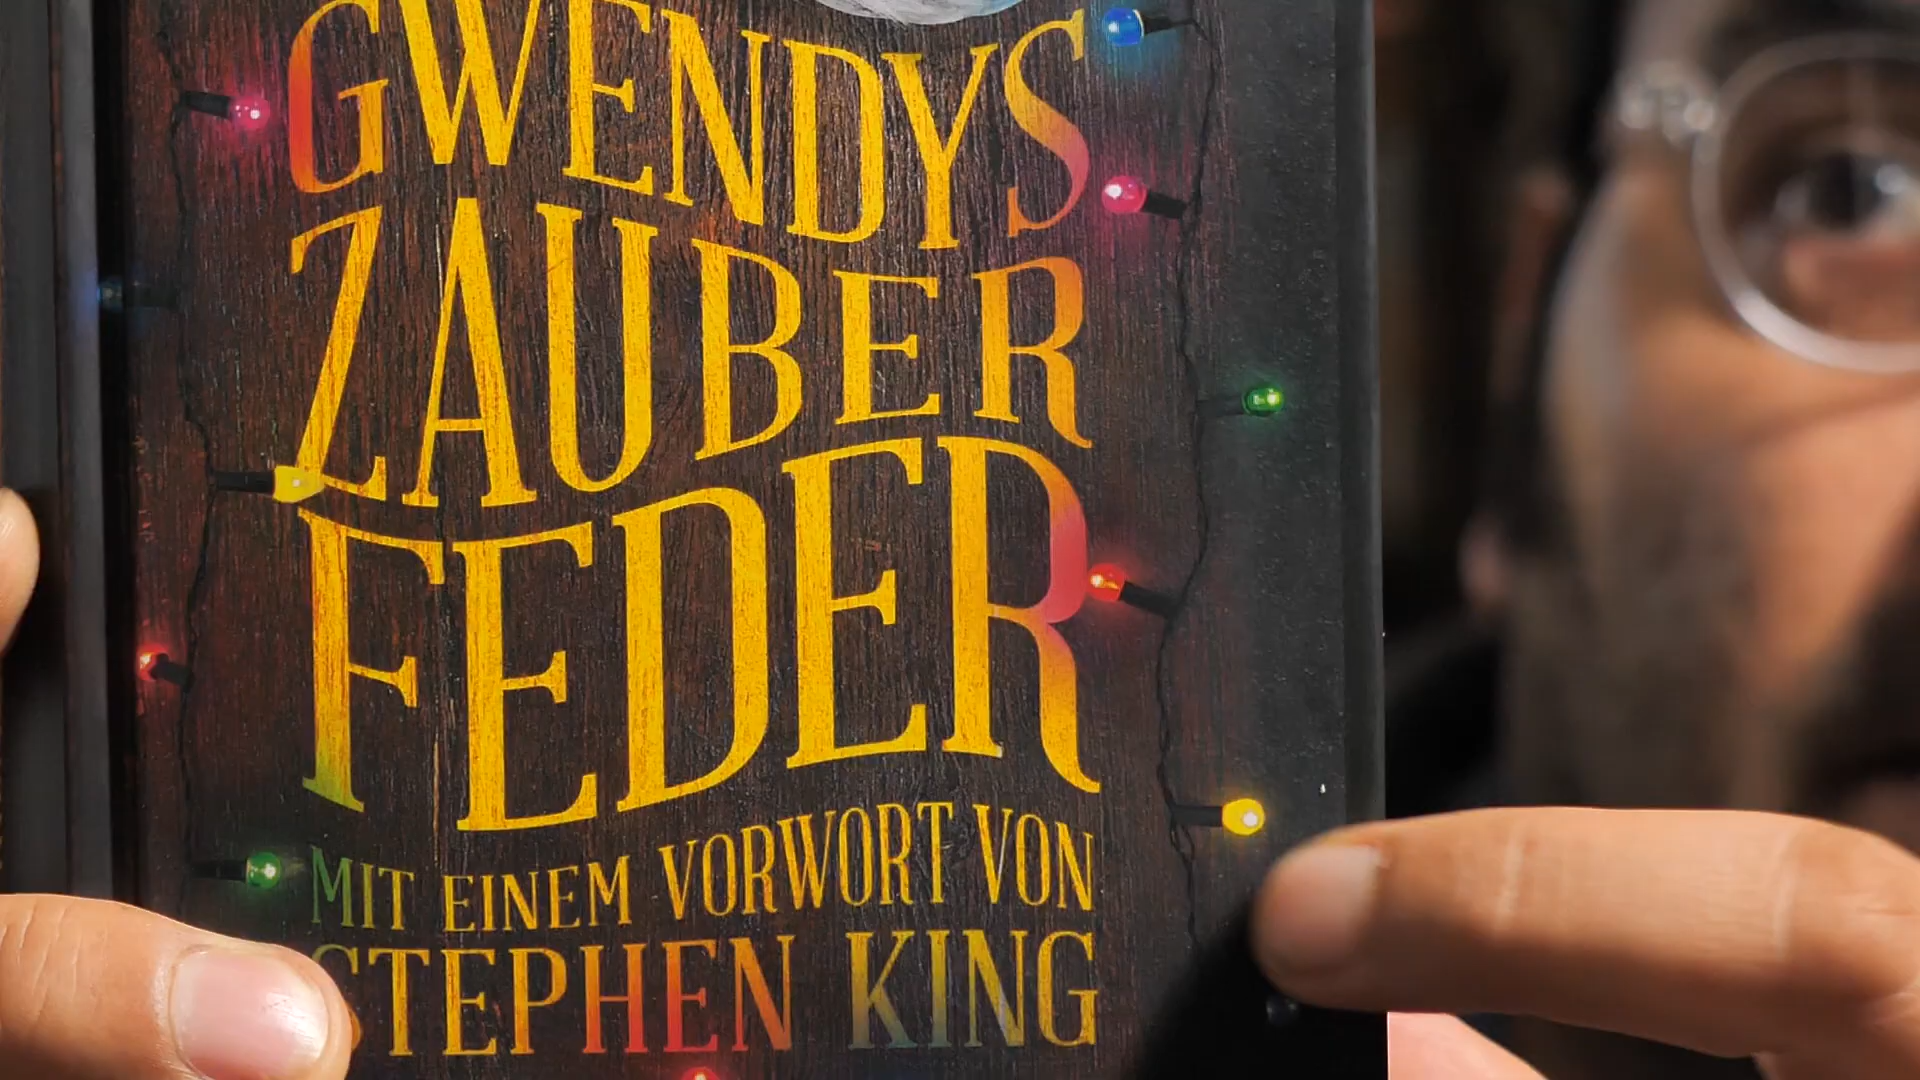 GWENDYS
ZAUBER
FEDER
MIT EINEM VORWORT VON
STEPHEN KING